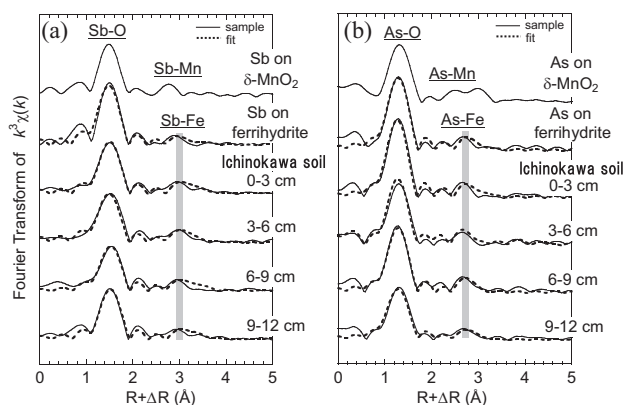 (a)
Sb-O
sample
fit
Sb on
δ-MnO2
Sb-Mn
Sb on
ferrihydrite
Sb-Fe
Ichinokawa soil
0-3 cm
3-6 cm
6-9 cm
9-12 cm
0 1 2 3 4 5
R+ΔR (Å)
Fourier Transform of k³χ(k)
(b)
As-O
sample
fit
As on
δ-MnO2
As-Mn
As on
ferrihydrite
As-Fe
Ichinokawa soil
0-3 cm
3-6 cm
6-9 cm
9-12 cm
0 1 2 3 4 5
R+ΔR (Å)